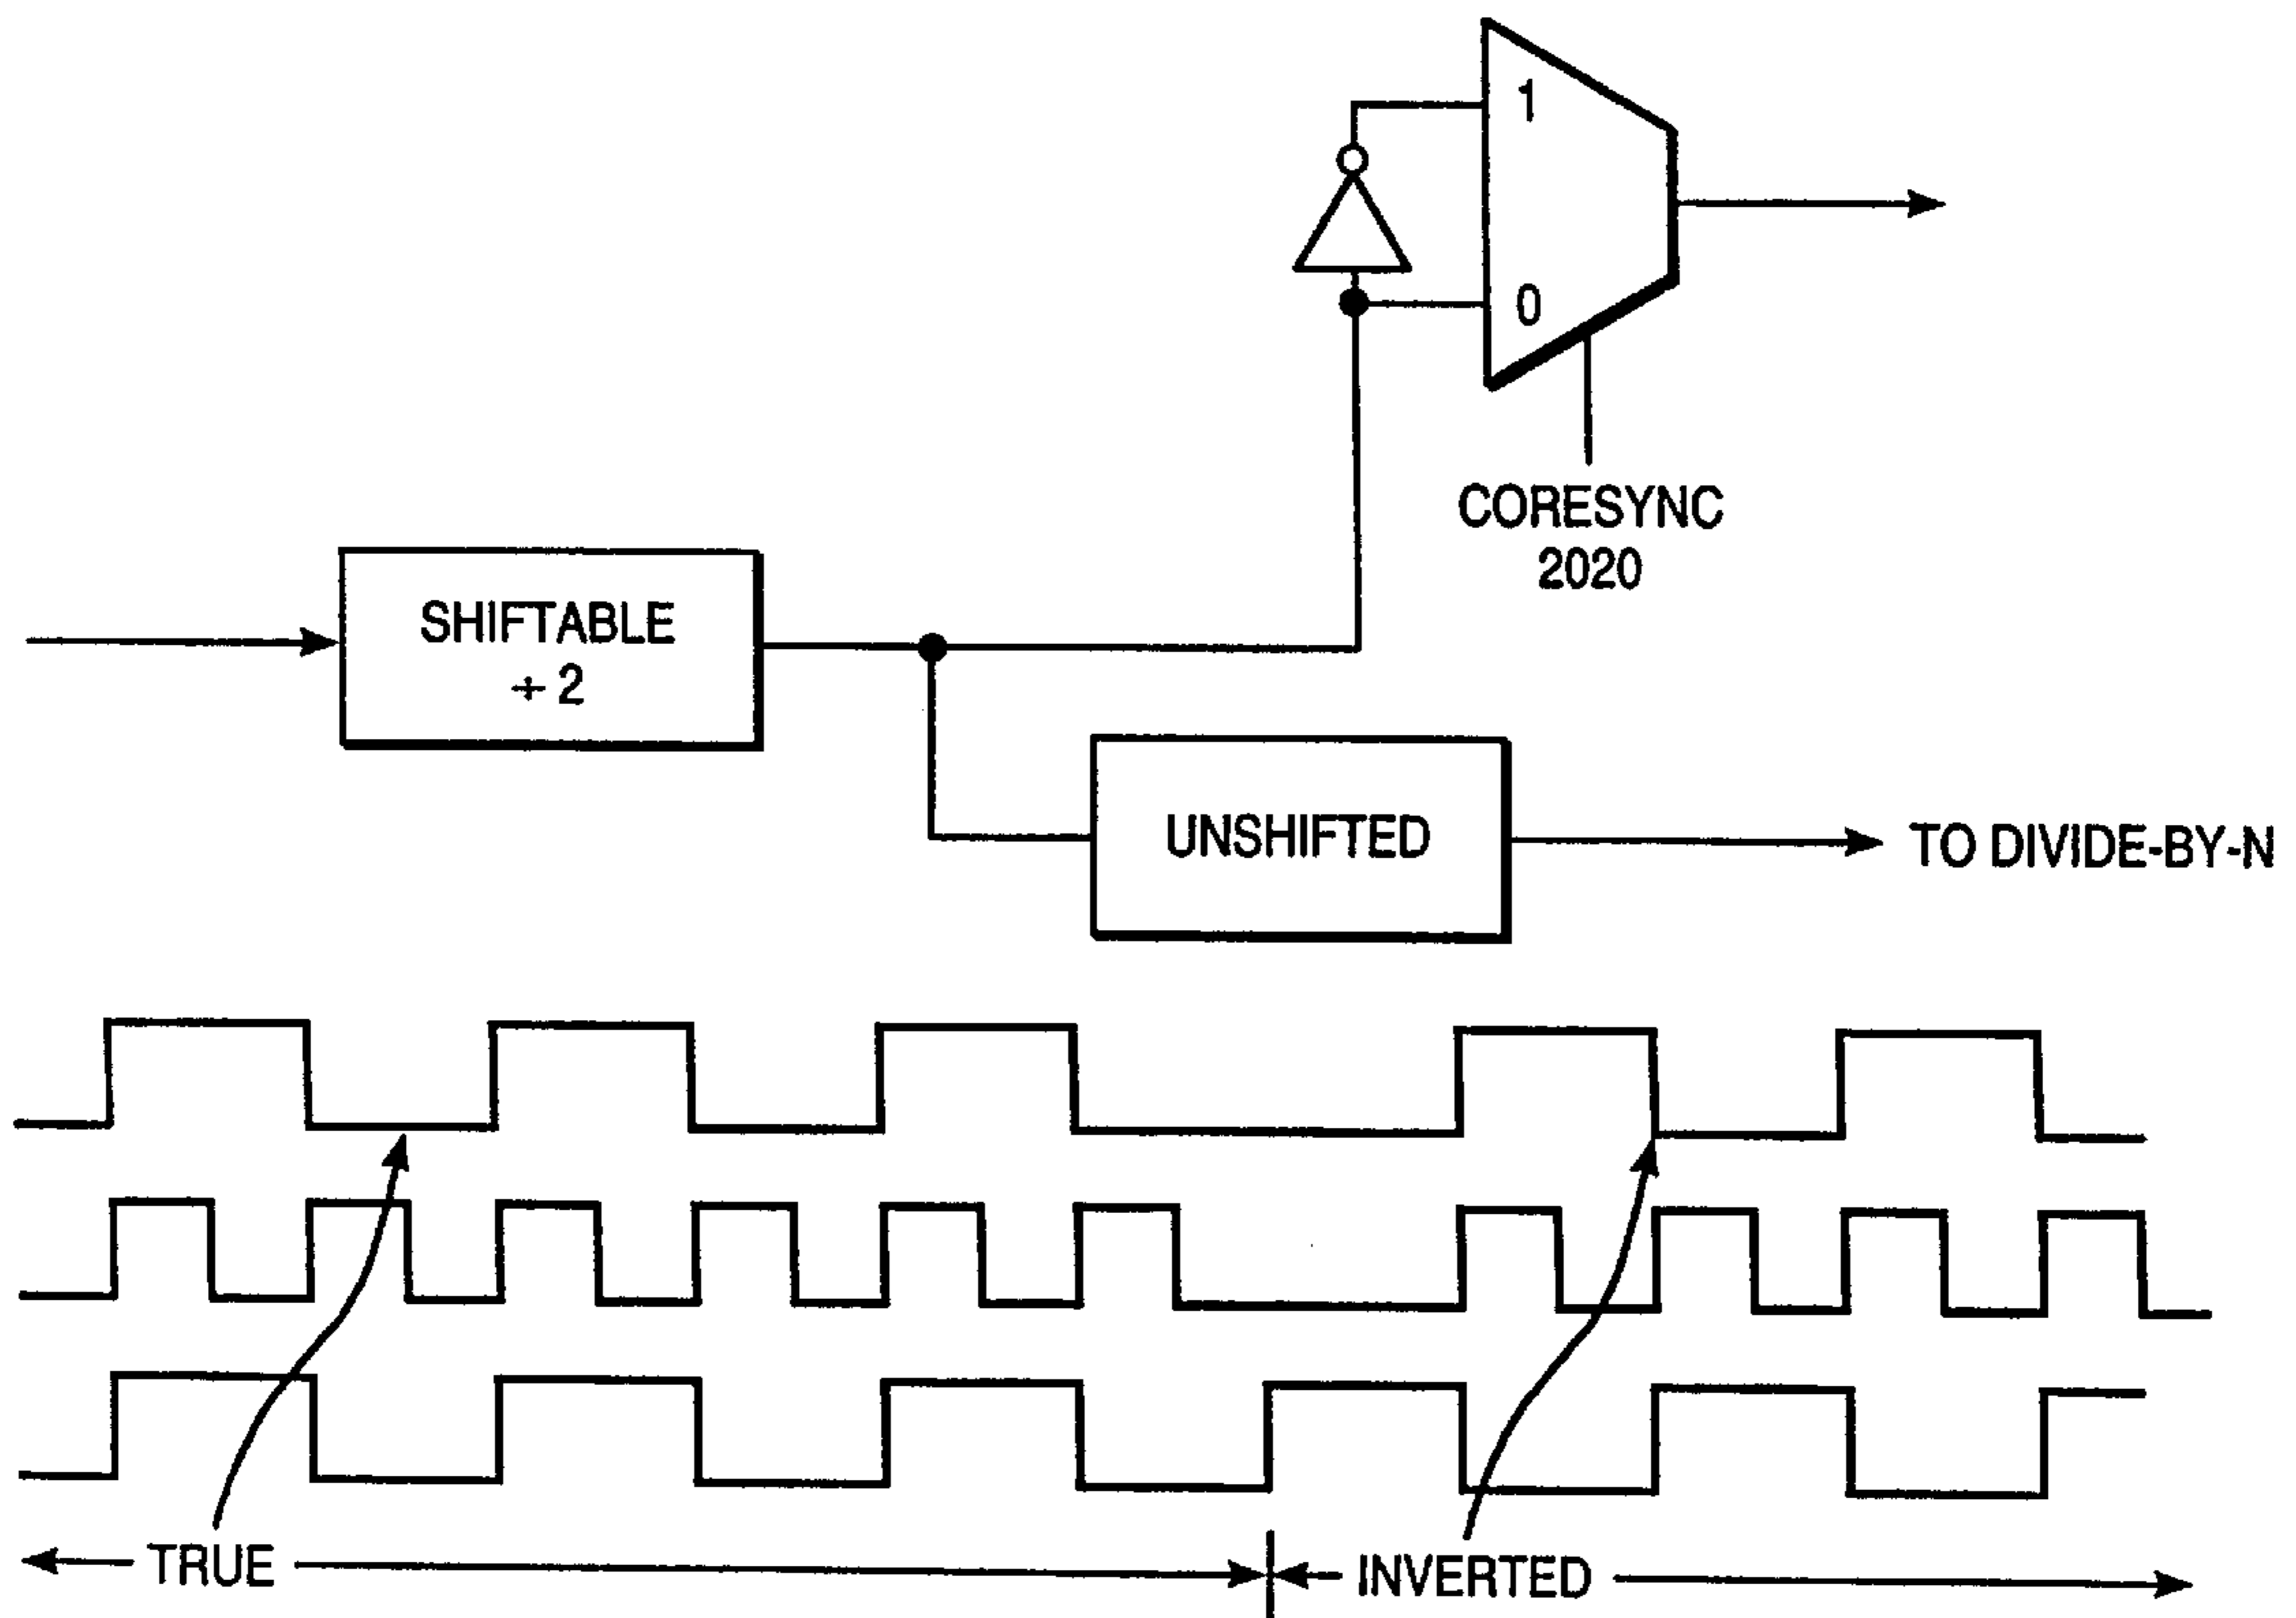 1
0
CORESYNC
2020
SHIFTABLE
÷ 2
UNSHIFTED
TO DIVIDE-BY-N
TRUE
INVERTED